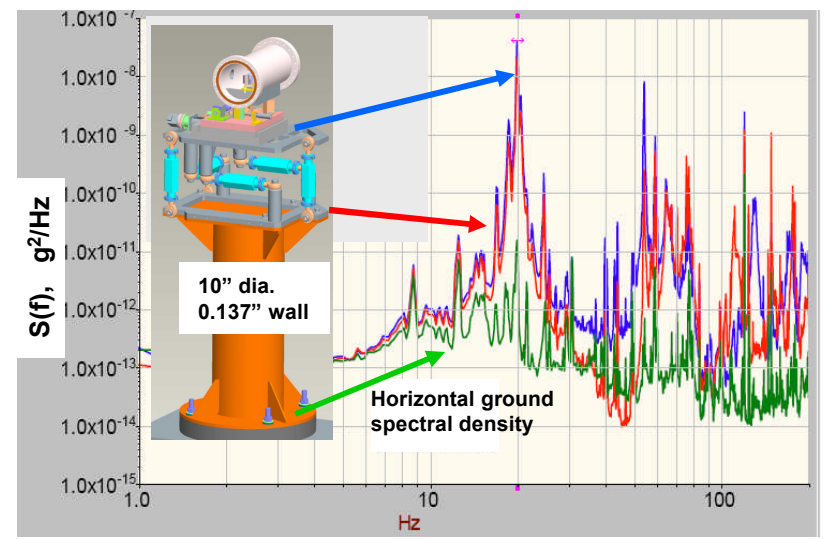 1.0x10 -7
1.0x10 -8
1.0x10 -9
1.0x10 -10
1.0x10 -11
1.0x10 -12
1.0x10 -13
1.0x10 -14
1.0x10 -15
S(f), g2/Hz
10” dia.
0.137” wall
Horizontal ground
spectral density
1.0 10 100
Hz